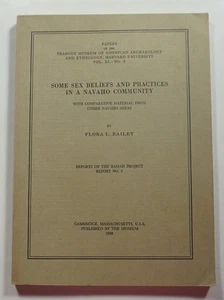 PAPERS
OF THE
PEABODY MUSEUM OF AMERICAN ARCHAEOLOGY
AND ETHNOLOGY, HARVARD UNIVERSITY
VOL. XL—NO. 2
SOME SEX BELIEFS AND PRACTICES
IN A NAVAHO COMMUNITY
WITH COMPARATIVE MATERIAL FROM
OTHER NAVAHO AREAS
BY
FLORA L. BAILEY
REPORTS OF THE RAMAH PROJECT
REPORT NO. 2
CAMBRIDGE, MASSACHUSETTS, U.S.A.
PUBLISHED BY THE MUSEUM
1950